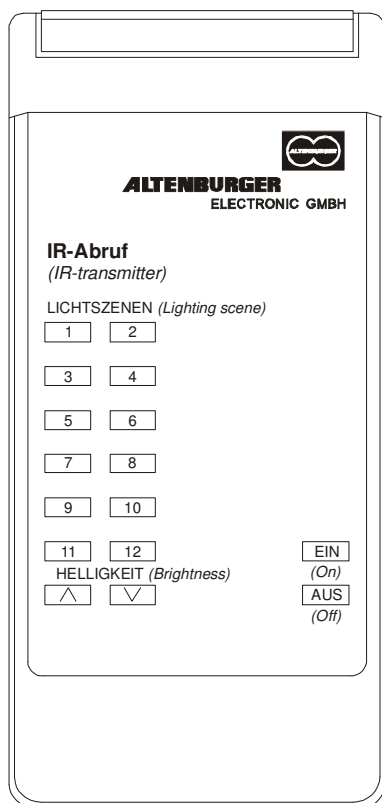 ALTENBURGER
ALTENBURGER
ELECTRONIC GMBH
IR-Abruf
(IR-transmitter)
LICHTSZENEN (Lighting scene)
1 2
3 4
5 6
7 8
9 10
11 12 EIN
HELLIGKEIT (Brightness) (On)
AUS
(Off)